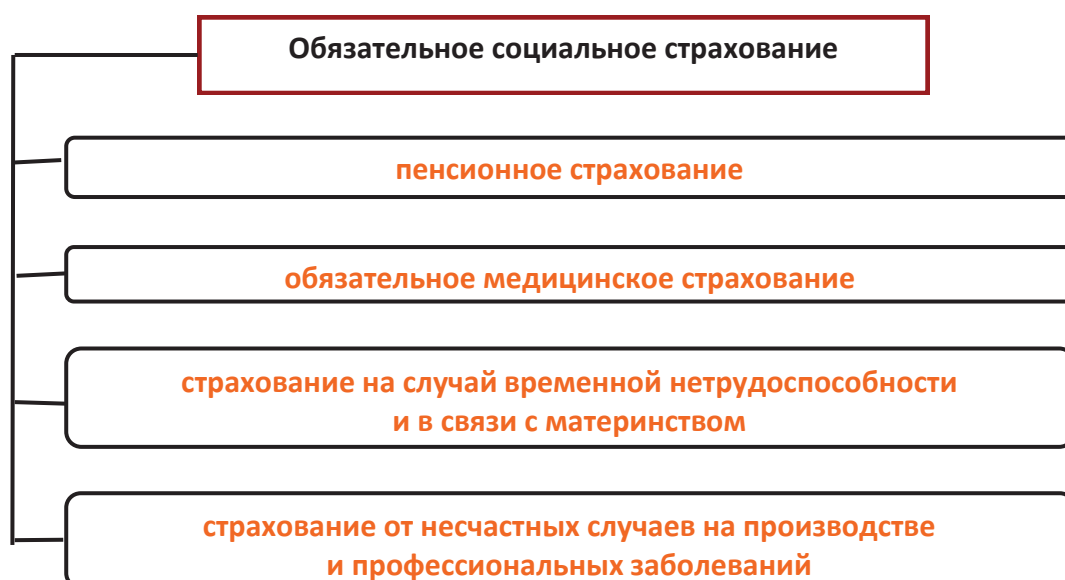 Обязательное социальное страхование
пенсионное страхование
обязательное медицинское страхование
страхование на случай временной нетрудоспособности
и в связи с материнством
страхование от несчастных случаев на производстве
и профессиональных заболеваний